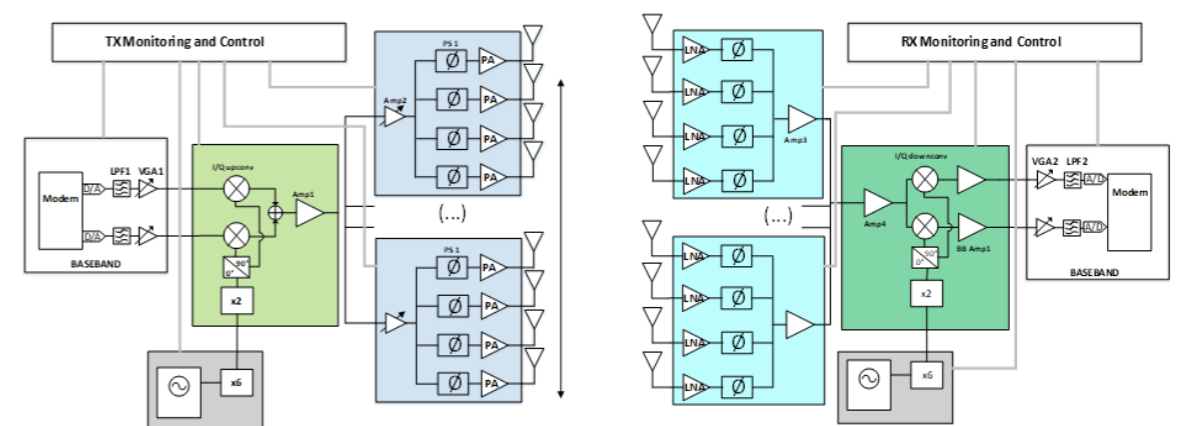 TX Monitoring and Control
PS 1
Ø PA
Ø PA
Ø PA
Ø PA
Amp2
I/Q upconv
LPF1 VGA1
D/A
Modem
D/A
BASEBAND
Amp1
90°
0°
x2
x6
(...)
PS 1
Ø PA
Ø PA
Ø PA
Ø PA
RX Monitoring and Control
LNA Ø
LNA Ø
LNA Ø
LNA Ø
Amp3
(...)
LNA Ø
LNA Ø
LNA Ø
LNA Ø
I/Q downconv
Amp4
BB Amp1
90°
0°
x2
x6
VGA2 LPF2
A/D
Modem
A/D
BASEBAND